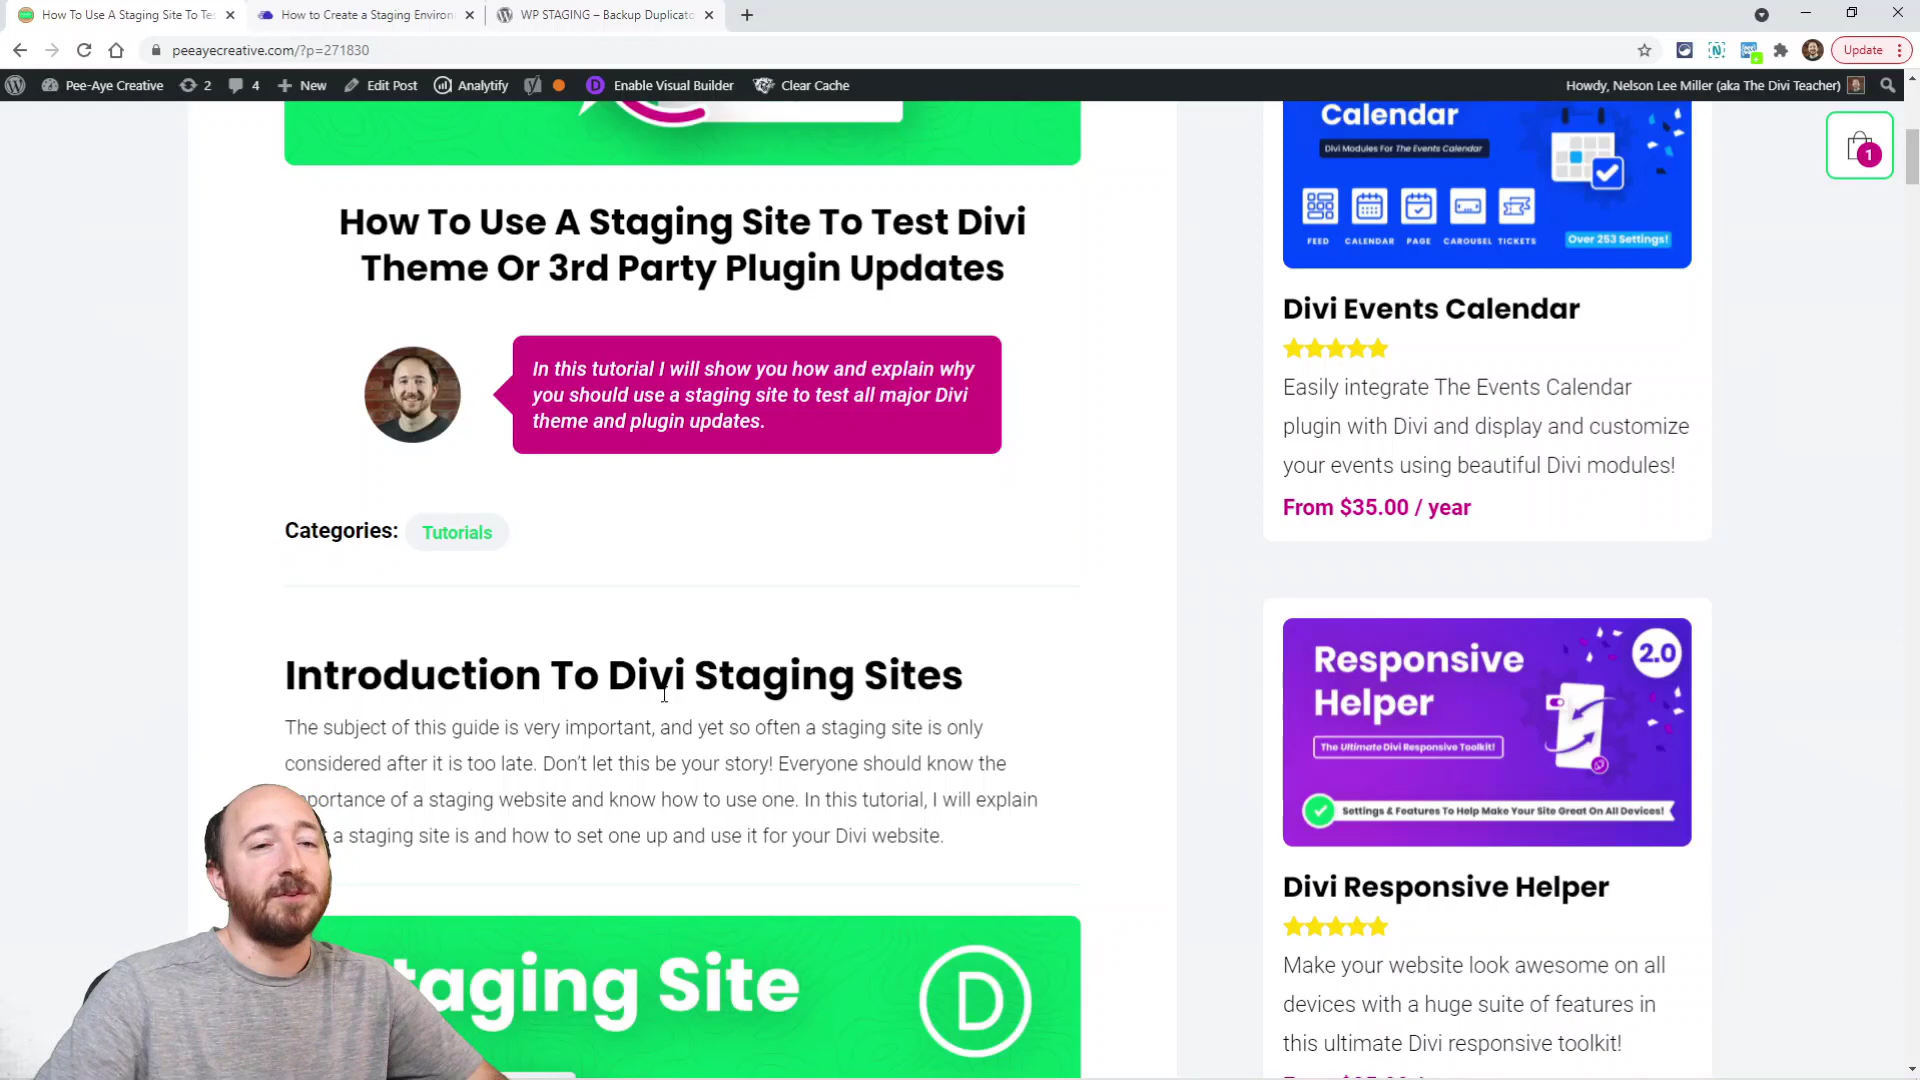 How To Use A Staging Site To Tes
How to Create a Staging Environ
WP STAGING – Backup Duplicato
peeayecreative.com/?p=271830
Update
Pee-Aye Creative
2
4
New
Edit Post
Analytify
Enable Visual Builder
Clear Cache
Howdy, Nelson Lee Miller (aka The Divi Teacher)
1
How To Use A Staging Site To Test Divi
Theme Or 3rd Party Plugin Updates
In this tutorial I will show you how and explain why
you should use a staging site to test all major Divi
theme and plugin updates.
Categories: Tutorials
Introduction To Divi Staging Sites
The subject of this guide is very important, and yet so often a staging site is only
considered after it is too late. Don't let this be your story! Everyone should know the
portance of a staging website and know how to use one. In this tutorial, I will explain
a staging site is and how to set one up and use it for your Divi website.
taging Site
D
Calendar
Divi Modules For The Events Calendar
FEED CALENDAR PAGE CAROUSEL TICKETS
Over 253 Settings!
Divi Events Calendar
Easily integrate The Events Calendar
plugin with Divi and display and customize
your events using beautiful Divi modules!
From $35.00 / year
Responsive
Helper
2.0
The Ultimate Divi Responsive Toolkit!
Settings & Features To Help Make Your Site Great On All Devices!
Divi Responsive Helper
Make your website look awesome on all
devices with a huge suite of features in
this ultimate Divi responsive toolkit!